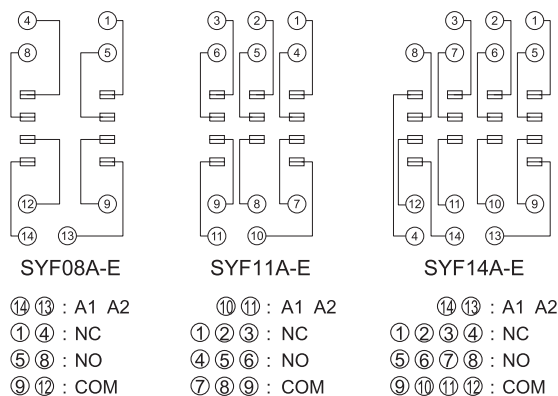 ④ ① ③ ② ① ③ ② ①
⑧ ⑤ ⑥ ⑤ ④ ⑧ ⑦ ⑥ ⑤
⑫ ⑨ ⑨ ⑧ ⑦ ⑫ ⑪ ⑩ ⑨
⑭ ⑬ ⑪ ⑩ ④ ⑭ ⑬
SYF08A-E SYF11A-E SYF14A-E
⑭ ⑬ : A1 A2
① ④ : NC
⑤ ⑧ : NO
⑨ ⑫ : COM
⑩ ⑪ : A1 A2
① ② ③ : NC
④ ⑤ ⑥ : NO
⑦ ⑧ ⑨ : COM
⑭ ⑬ : A1 A2
① ② ③ ④ : NC
⑤ ⑥ ⑦ ⑧ : NO
⑨ ⑩ ⑪ ⑫ : COM